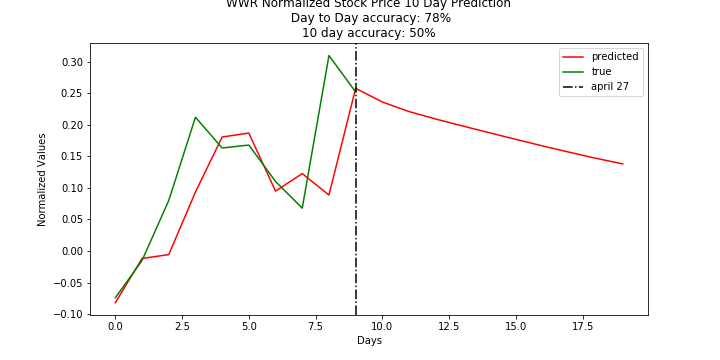 WWR Normalized Stock Price 10 Day Prediction
Day to Day accuracy: 78%
10 day accuracy: 50%
predicted
true
april 27
Normalized Values
0.30
0.25
0.20
0.15
0.10
0.05
0.00
−0.05
−0.10
0.0 2.5 5.0 7.5 10.0 12.5 15.0 17.5
Days